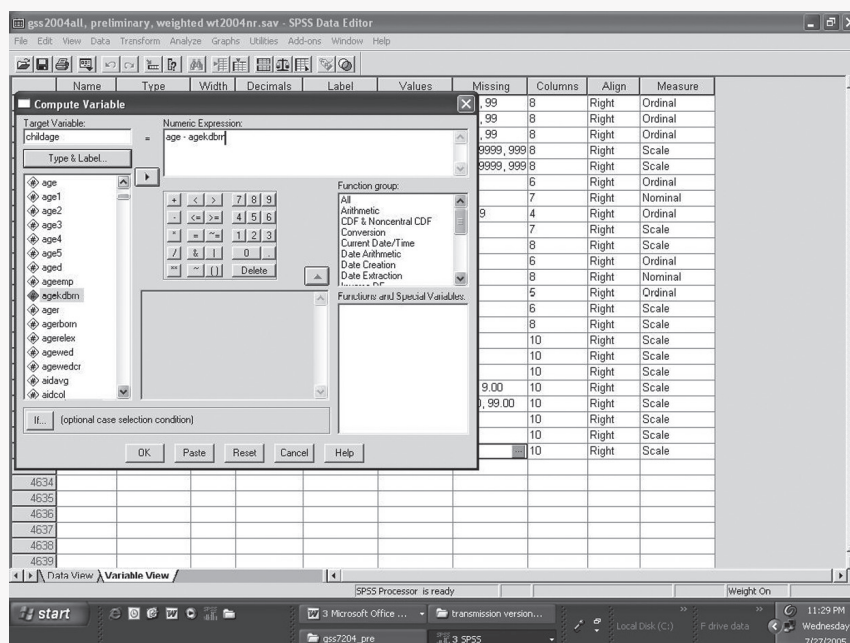 gss2004all, preliminary, weighted wt2004nr.sav - SPSS Data Editor
File Edit View Data Transform Analyze Graphs Utilities Add-ons Window Help
Name Type Width Decimals Label Values Missing Columns Align Measure
Compute Variable
Target Variable:
childage
=
Numeric Expression:
age - agekdbrn
Type & Label...
age
age1
age2
age3
age4
age5
aged
ageemp
agekdbrn
ager
agerborn
agerelex
agewed
agewedcr
aidavg
aidcol
+ < > 7 8 9
- <= >= 4 5 6
* = ~= 1 2 3
/ & | 0 .
** ~ () Delete
Function group:
All
Arithmetic
CDF & Noncentral CDF
Conversion
Current Date/Time
Date Arithmetic
Date Creation
Date Extraction
Functions and Special Variables:
If... (optional case selection condition)
OK Paste Reset Cancel Help
, 99 8 Right Ordinal
, 99 8 Right Ordinal
, 99 8 Right Ordinal
9999, 999 8 Right Scale
9999, 999 8 Right Scale
6 Right Ordinal
7 Right Nominal
9 4 Right Ordinal
7 Right Scale
8 Right Scale
6 Right Ordinal
8 Right Nominal
5 Right Ordinal
6 Right Scale
8 Right Scale
10 Right Scale
10 Right Scale
10 Right Scale
9.00 10 Right Scale
, 99.00 10 Right Scale
10 Right Scale
10 Right Scale
10 Right Scale
4634
4635
4636
4637
4638
4639
Data View Variable View
SPSS Processor is ready
Weight On
start
3 Microsoft Office ...
transmission version...
Local Disk (C:)
F drive data
11:29 PM
Wednesday
gss7204_pre
3 SPSS
7/27/2005